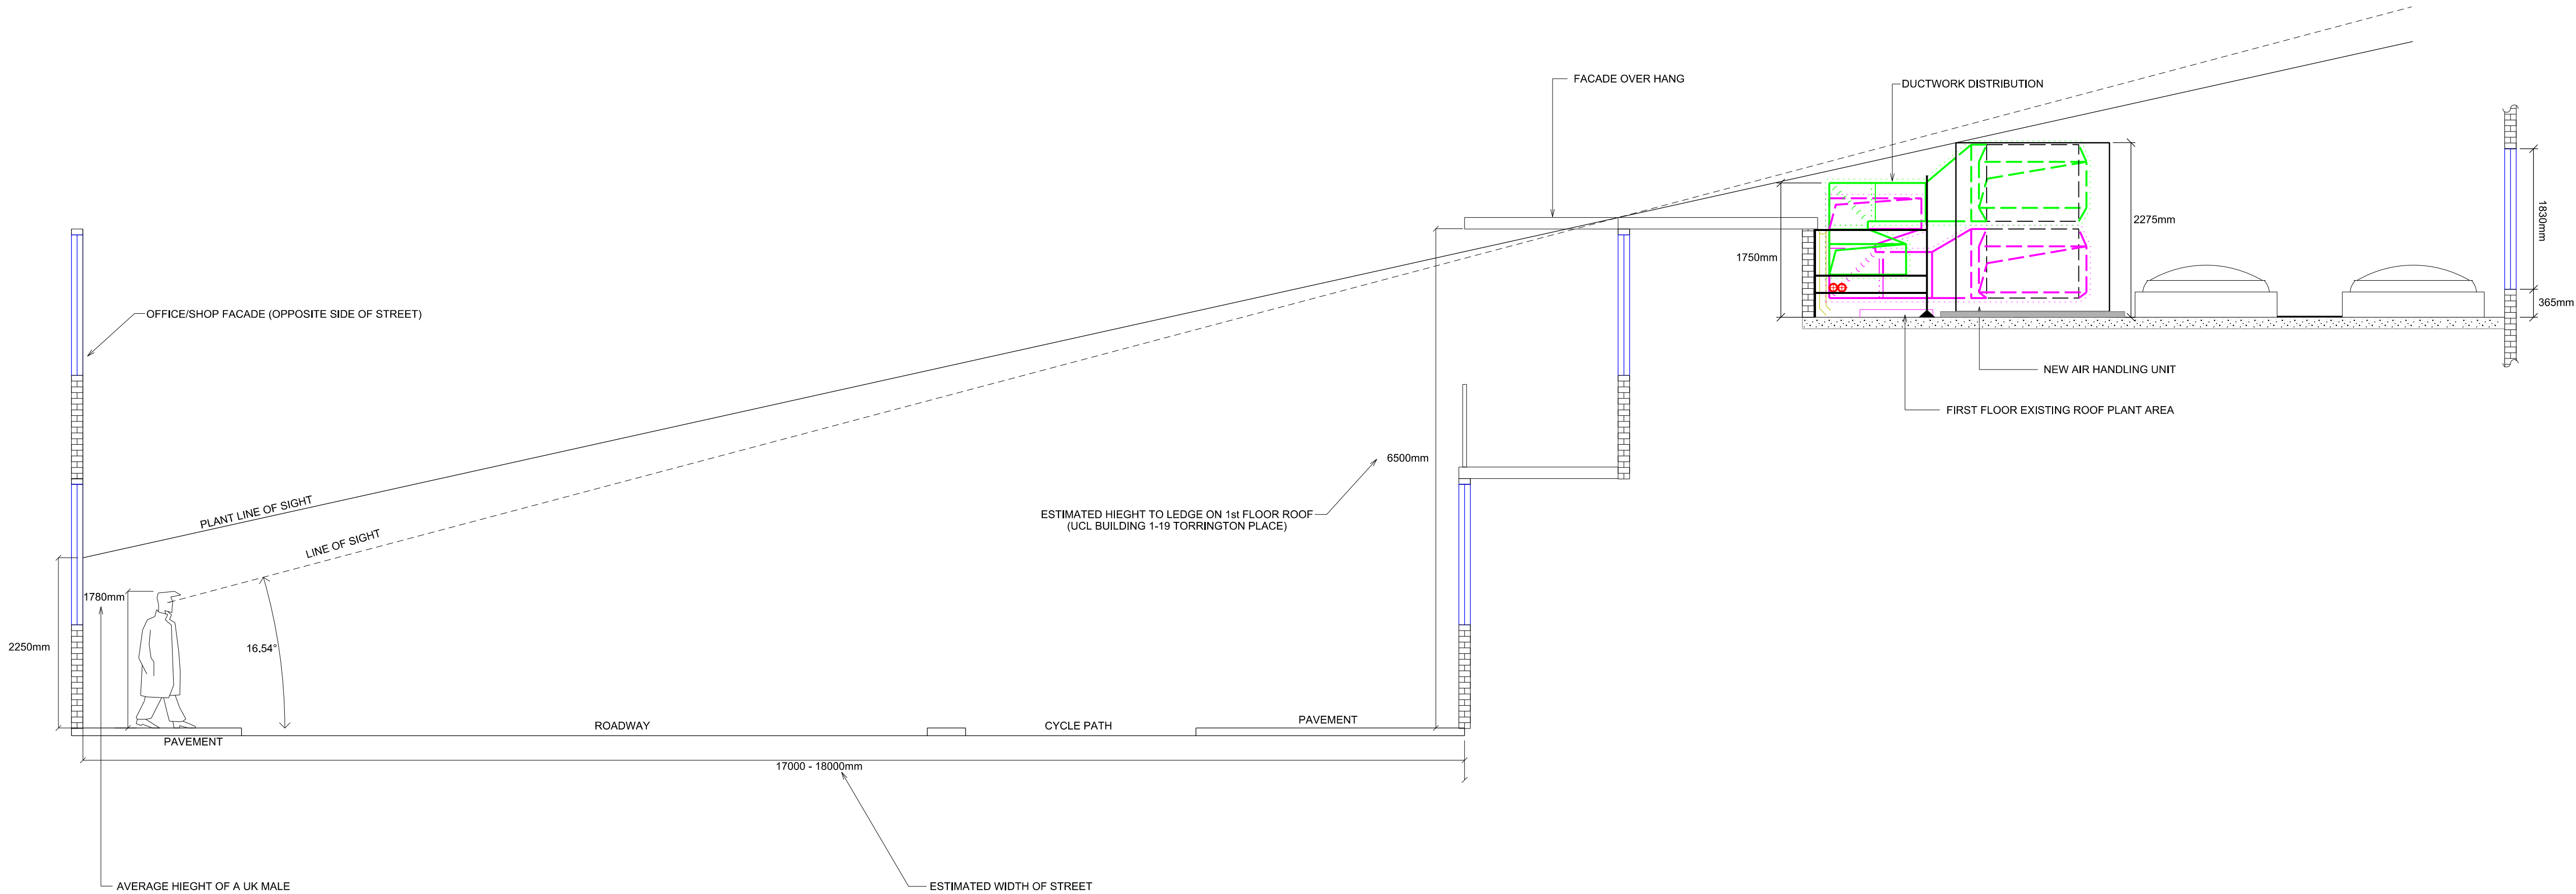 FACADE OVER HANG
DUCTWORK DISTRIBUTION
2275mm
1830mm
1750mm
365mm
OFFICE/SHOP FACADE (OPPOSITE SIDE OF STREET)
NEW AIR HANDLING UNIT
FIRST FLOOR EXISTING ROOF PLANT AREA
6500mm
PLANT LINE OF SIGHT
ESTIMATED HIEGHT TO LEDGE ON 1st FLOOR ROOF
(UCL BUILDING 1-19 TORRINGTON PLACE)
LINE OF SIGHT
1780mm
2250mm
16.54°
PAVEMENT
ROADWAY
CYCLE PATH
PAVEMENT
17000 - 18000mm
AVERAGE HIEGHT OF A UK MALE
ESTIMATED WIDTH OF STREET